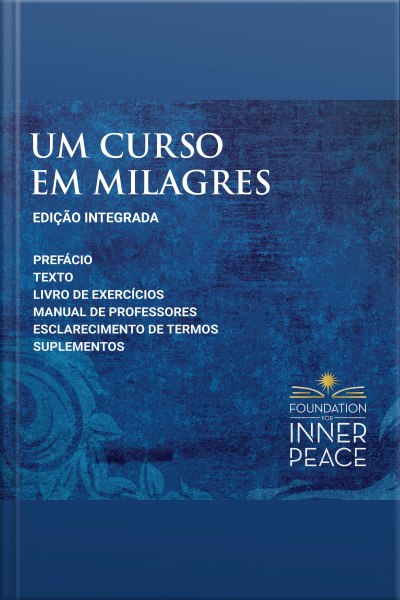 UM CURSO
EM MILAGRES
EDIÇÃO INTEGRADA
PREFÁCIO
TEXTO
LIVRO DE EXERCÍCIOS
MANUAL DE PROFESSORES
ESCLARECIMENTO DE TERMOS
SUPLEMENTOS
FOUNDATION
FOR
INNER
PEACE